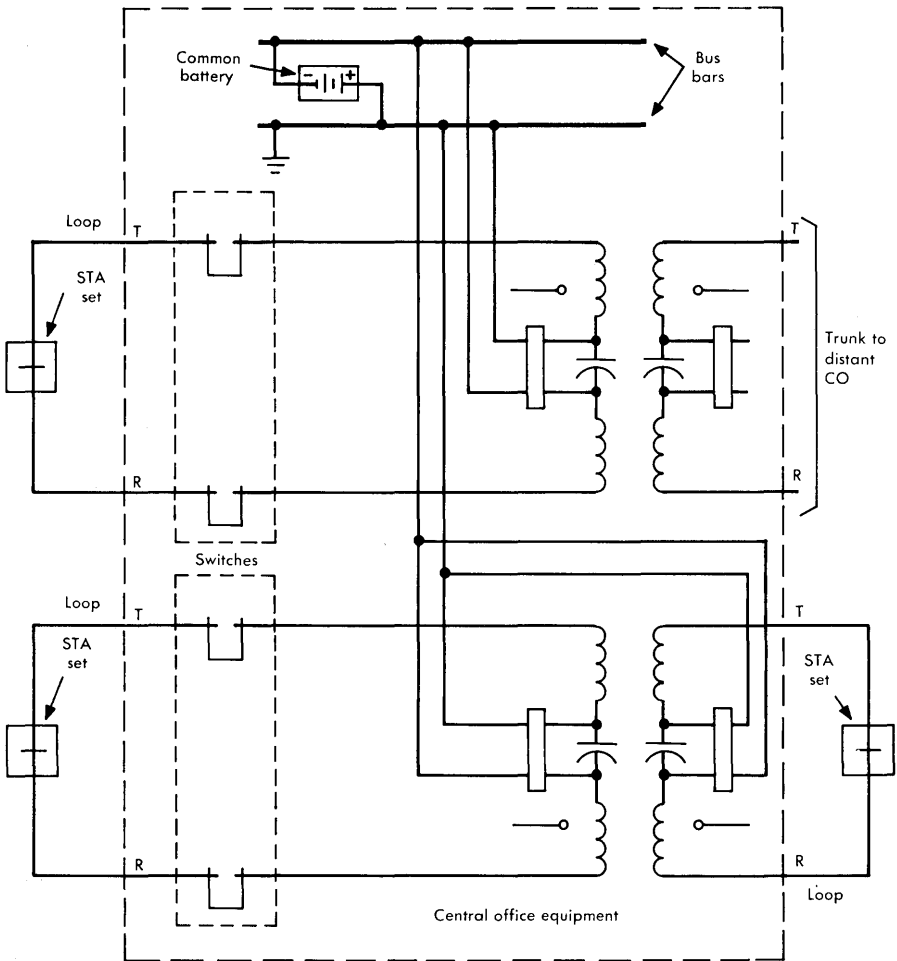 Common
battery
- +
Bus
bars
Loop
T
T
STA
set
Trunk to
distant
CO
R
R
Switches
Loop
T
T
STA
set
STA
set
R
R
Loop
Central office equipment